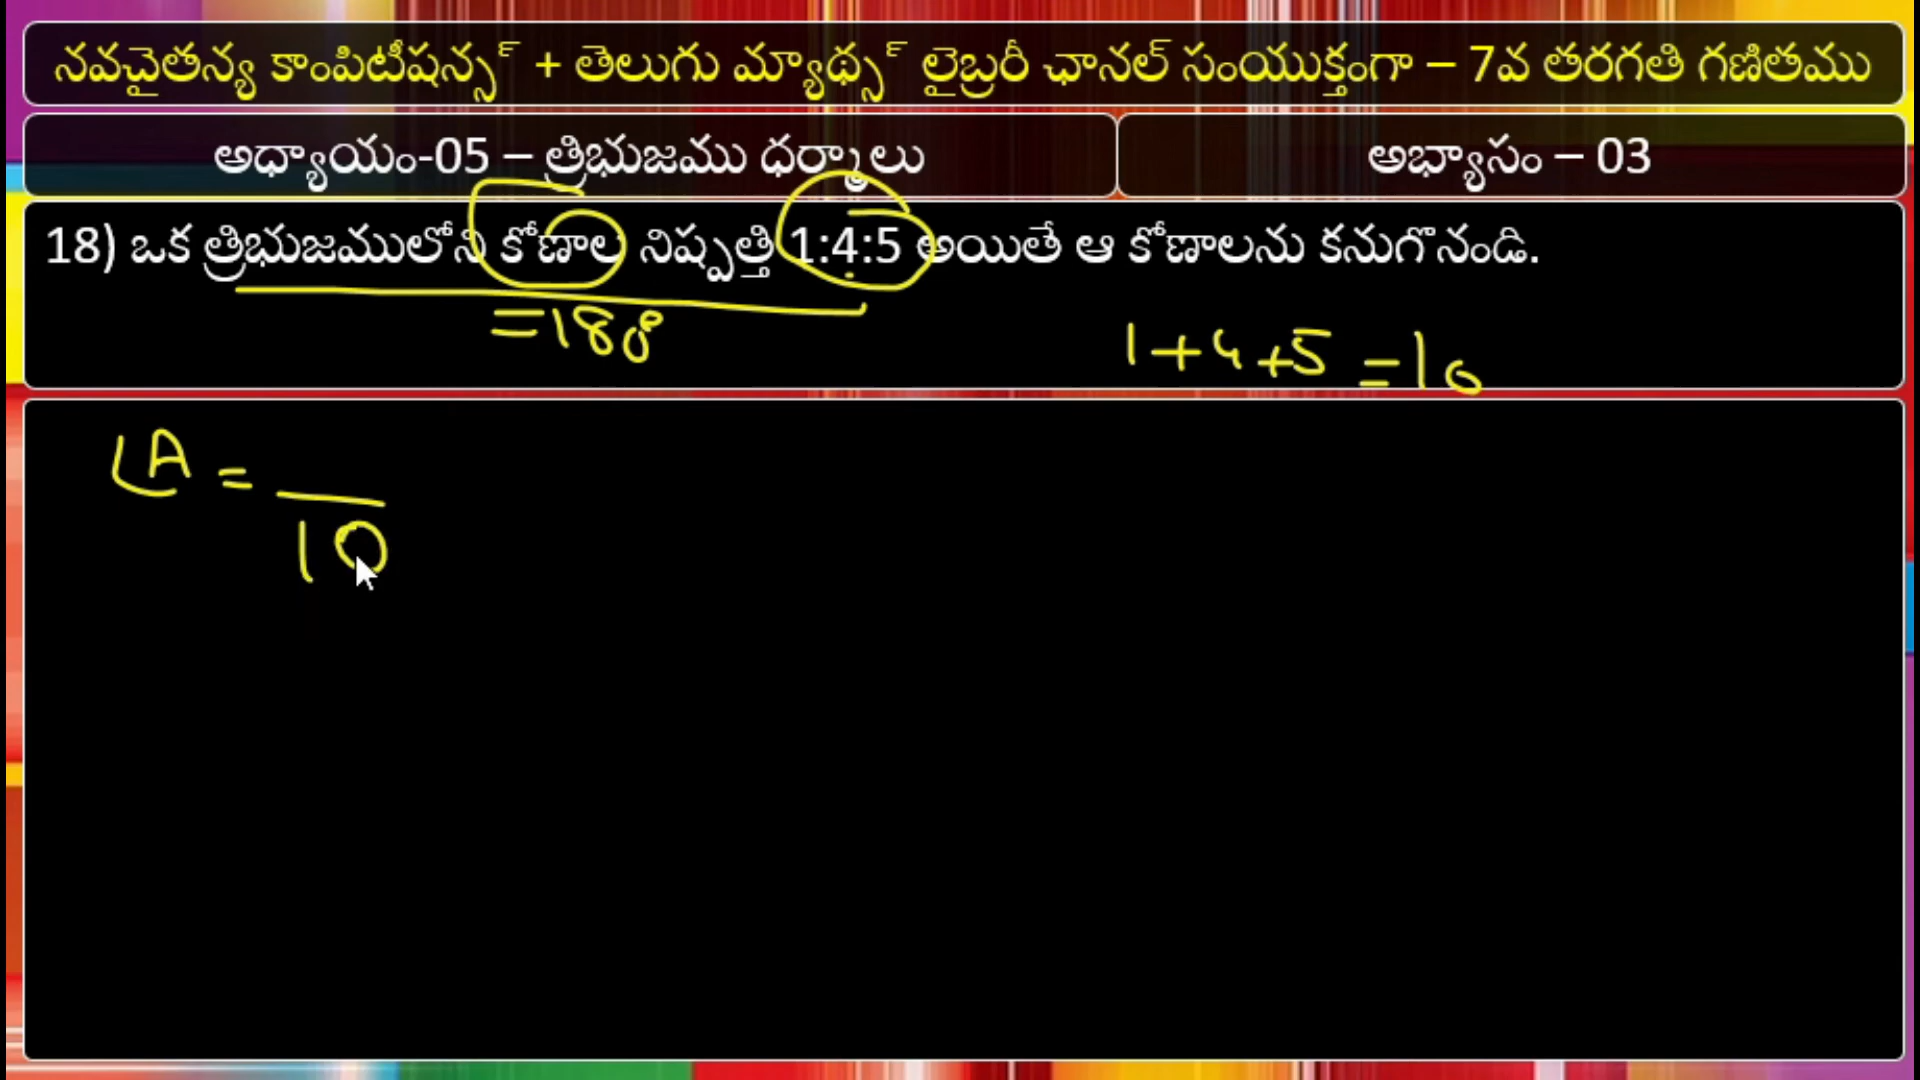 నవచైతన్య కాంపిటీషన్స్ + తెలుగు మ్యాథ్స్ లైబ్రరీ ఛానల్ సంయుక్తంగా – 7వ తరగతి గణితము
అధ్యాయం-05 – త్రిభుజము ధర్మాలు
అభ్యాసం – 03
18) ఒక త్రిభుజములోని కోణాల నిష్పత్తి 1:4:5 అయితే ఆ కోణాలను కనుగొనండి.
=180
1+4+5=10
∠A =
10